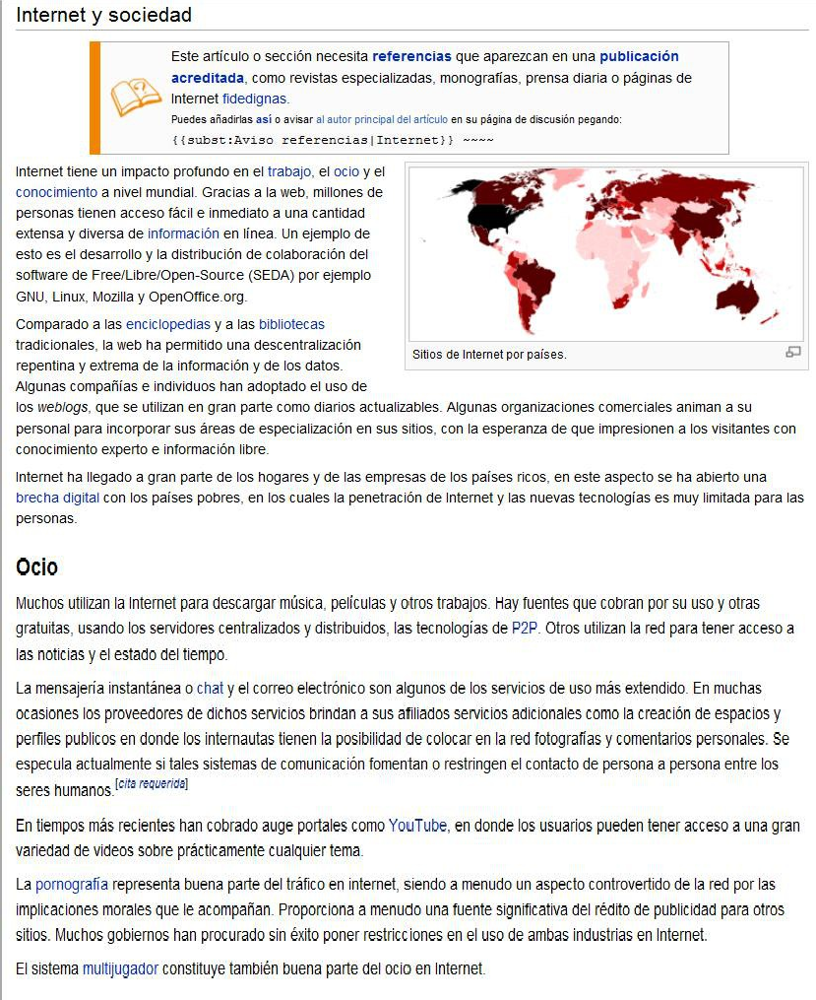 Internet y sociedad
Este artículo o sección necesita referencias que aparezcan en una publicación
acreditada, como revistas especializadas, monografías, prensa diaria o páginas de
Internet fidedignas.
Puedes añadirlas así o avisar al autor principal del artículo en su página de discusión pegando:
{{subst:Aviso referencias|Internet}} ~~~~
Internet tiene un impacto profundo en el trabajo, el ocio y el
conocimiento a nivel mundial. Gracias a la web, millones de
personas tienen acceso fácil e inmediato a una cantidad
extensa y diversa de información en línea. Un ejemplo de
esto es el desarrollo y la distribución de colaboración del
software de Free/Libre/Open-Source (SEDA) por ejemplo
GNU, Linux, Mozilla y OpenOffice.org.
Sitios de Internet por países.
Comparado a las enciclopedias y a las bibliotecas
tradicionales, la web ha permitido una descentralización
repentina y extrema de la información y de los datos.
Algunas compañías e individuos han adoptado el uso de
los weblogs, que se utilizan en gran parte como diarios actualizables. Algunas organizaciones comerciales animan a su
personal para incorporar sus áreas de especialización en sus sitios, con la esperanza de que impresionen a los visitantes con
conocimiento experto e información libre.
Internet ha llegado a gran parte de los hogares y de las empresas de los países ricos, en este aspecto se ha abierto una
brecha digital con los países pobres, en los cuales la penetración de Internet y las nuevas tecnologías es muy limitada para las
personas.
Ocio
Muchos utilizan la Internet para descargar música, películas y otros trabajos. Hay fuentes que cobran por su uso y otras
gratuitas, usando los servidores centralizados y distribuidos, las tecnologías de P2P. Otros utilizan la red para tener acceso a
las noticias y el estado del tiempo.
La mensajería instantánea o chat y el correo electrónico son algunos de los servicios de uso más extendido. En muchas
ocasiones los proveedores de dichos servicios brindan a sus afiliados servicios adicionales como la creación de espacios y
perfiles publicos en donde los internautas tienen la posibilidad de colocar en la red fotografías y comentarios personales. Se
especula actualmente si tales sistemas de comunicación fomentan o restringen el contacto de persona a persona entre los
seres humanos.[cita requerida]
En tiempos más recientes han cobrado auge portales como YouTube, en donde los usuarios pueden tener acceso a una gran
variedad de videos sobre prácticamente cualquier tema.
La pornografía representa buena parte del tráfico en internet, siendo a menudo un aspecto controvertido de la red por las
implicaciones morales que le acompañan. Proporciona a menudo una fuente significativa del rédito de publicidad para otros
sitios. Muchos gobiernos han procurado sin éxito poner restricciones en el uso de ambas industrias en Internet.
El sistema multijugador constituye también buena parte del ocio en Internet.